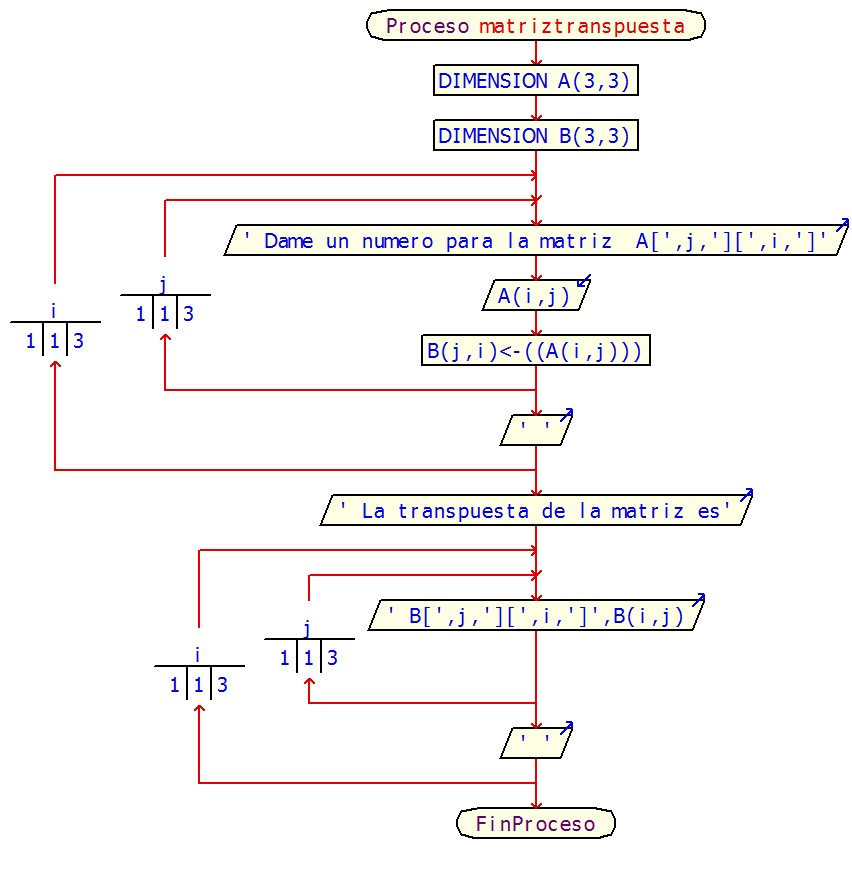 Proceso matriztranspuesta
DIMENSION A(3,3)
DIMENSION B(3,3)
' Dame un numero para la matriz  A[',j,'][',i,']'
j
1 1 3
A(i,j)
i
1 1 3
B(j,i)<-((A(i,j)))
' '
' La transpuesta de la matriz es'
' B[',j,'][',i,']',B(i,j)
j
1 1 3
i
1 1 3
' '
FinProceso